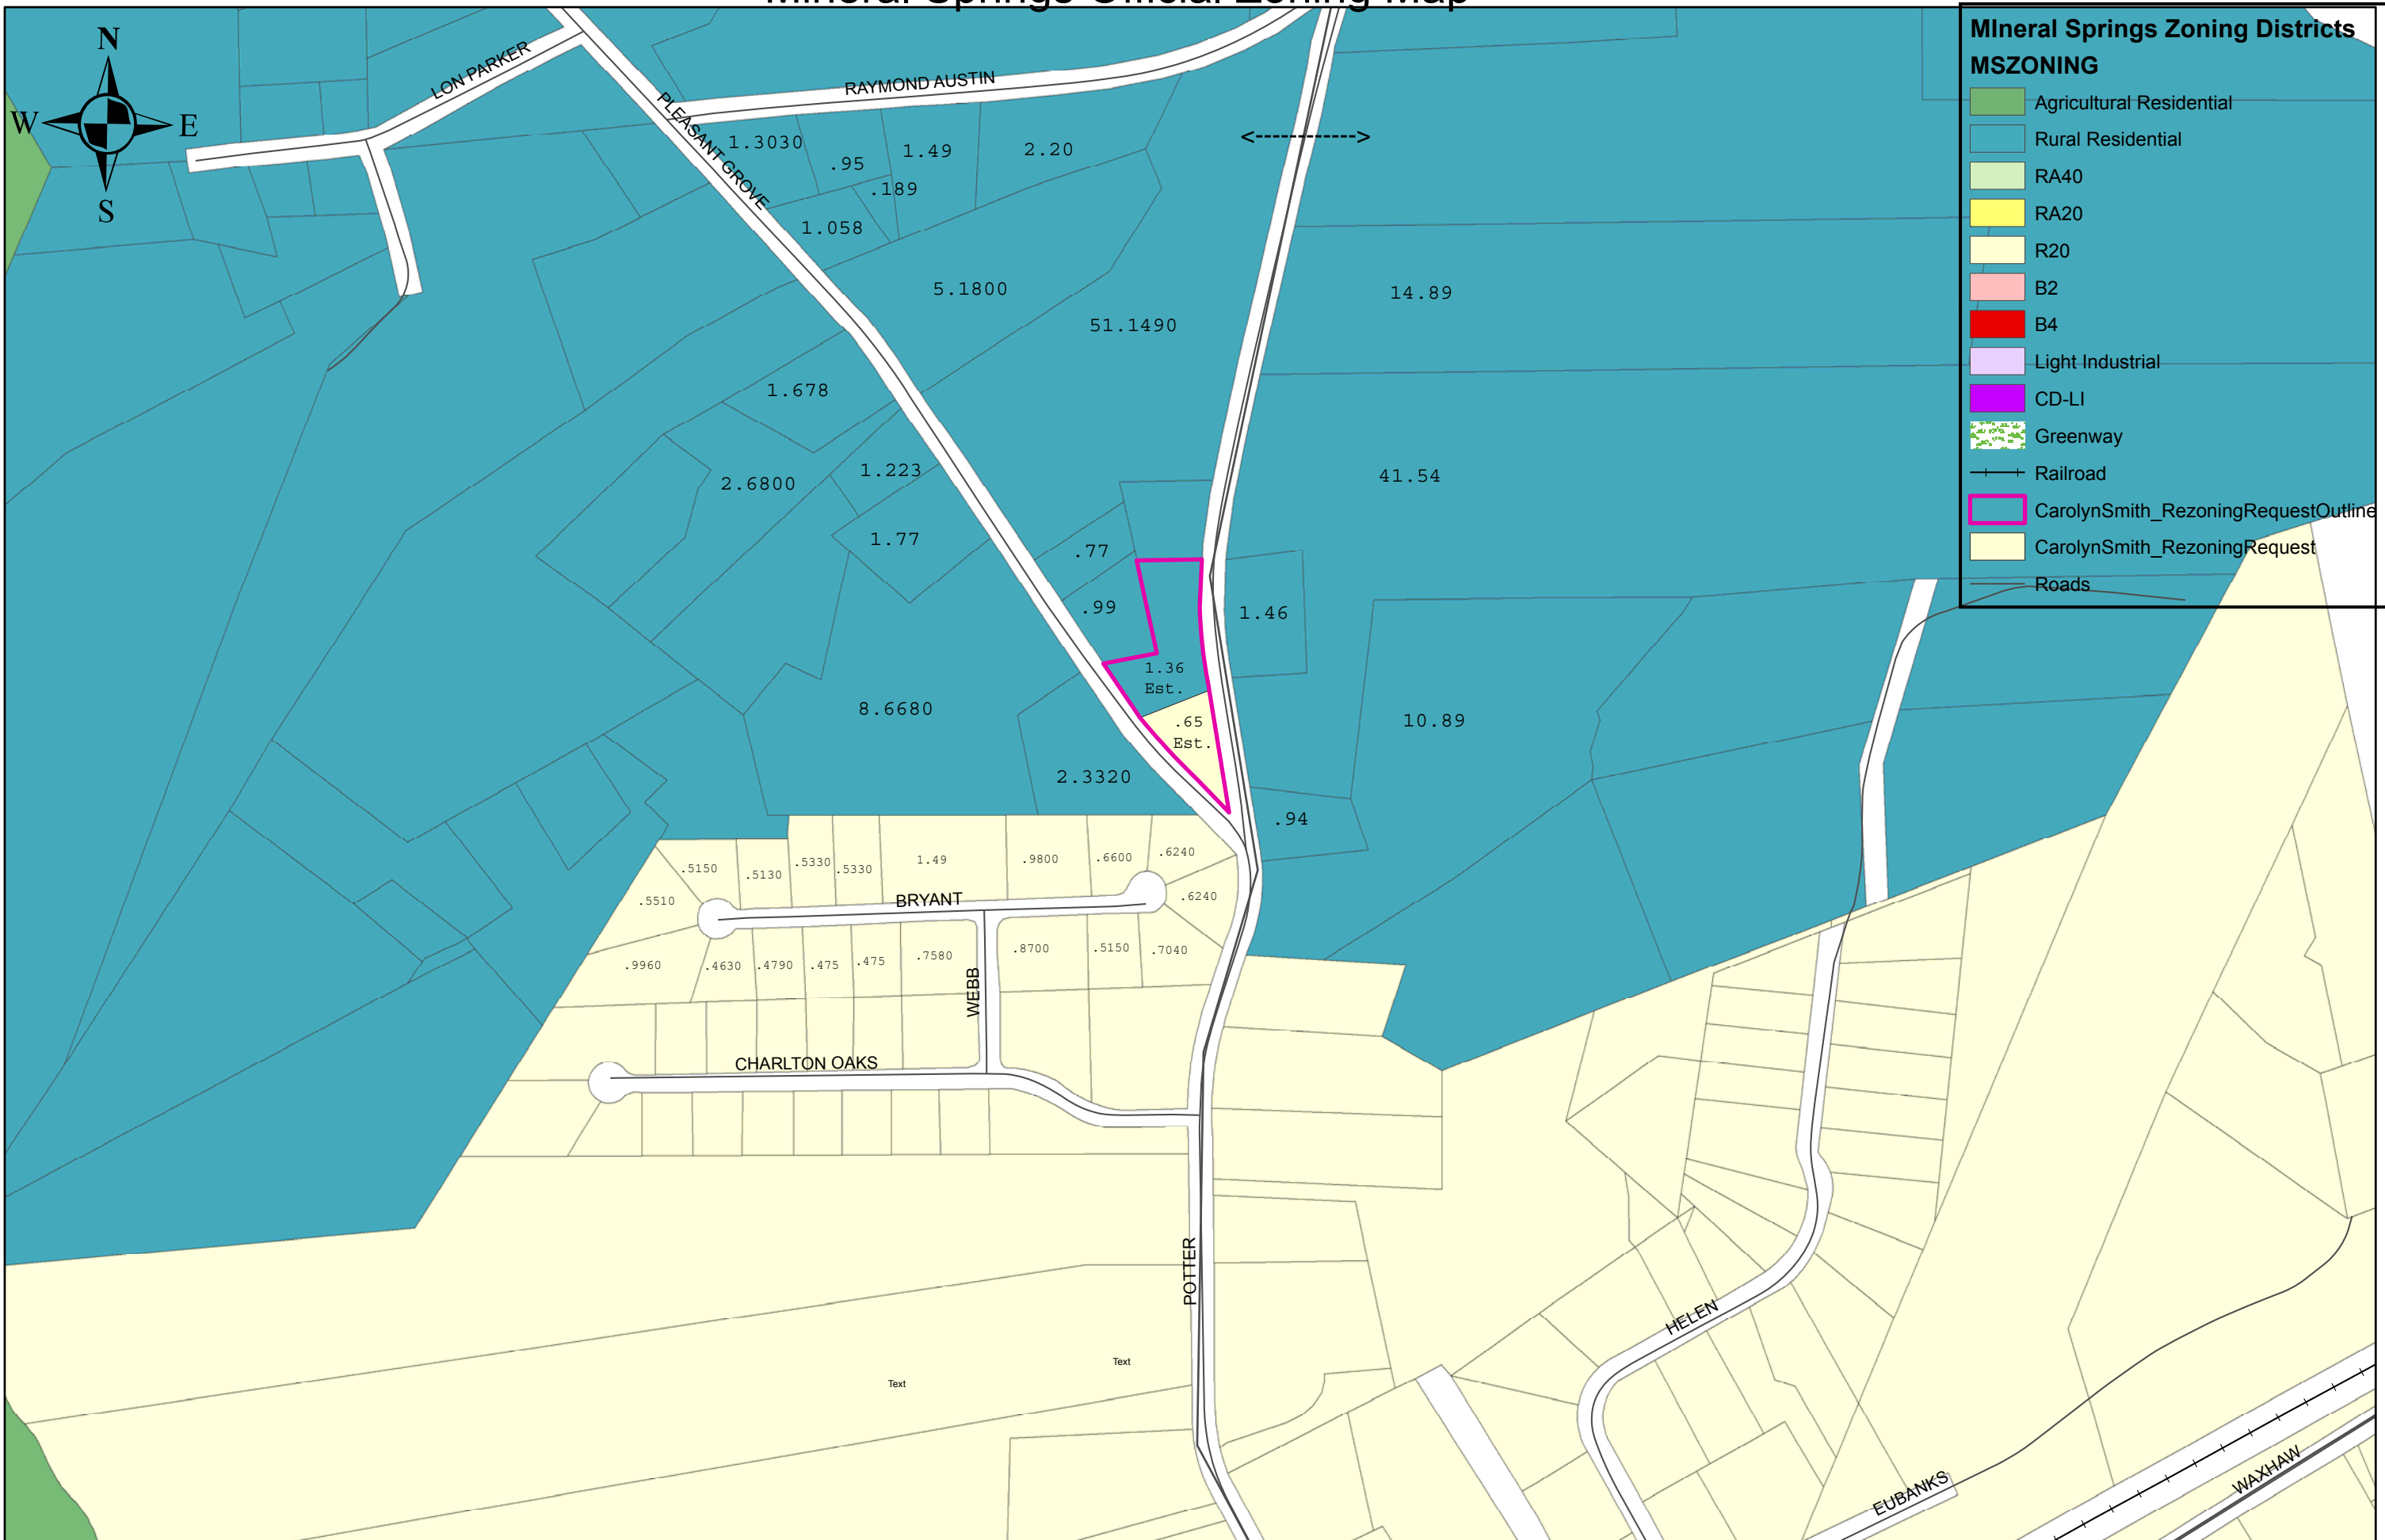 Mineral Springs Official Zoning Map
N
W
E
S
MIneral Springs Zoning Districts
MSZONING
Agricultural Residential
Rural Residential
RA40
RA20
R20
B2
B4
Light Industrial
CD-LI
Greenway
Railroad
CarolynSmith_RezoningRequestOutline
CarolynSmith_RezoningRequest
Roads
LON PARKER
PLEASANT GROVE
RAYMOND AUSTIN
<------------>
1.3030
.95
1.49
2.20
.189
1.058
5.1800
51.1490
14.89
1.678
2.6800
1.223
41.54
1.77
.77
.99
1.46
1.36
Est.
8.6680
.65
Est.
10.89
2.3320
.94
.5150
.5130
.5330
.5330
1.49
.9800
.6600
.6240
.5510
BRYANT
.6240
.9960
.4630
.4790
.475
.475
.7580
.8700
.5150
.7040
WEBB
CHARLTON OAKS
POTTER
HELEN
Text
Text
EUBANKS
WAXHAW